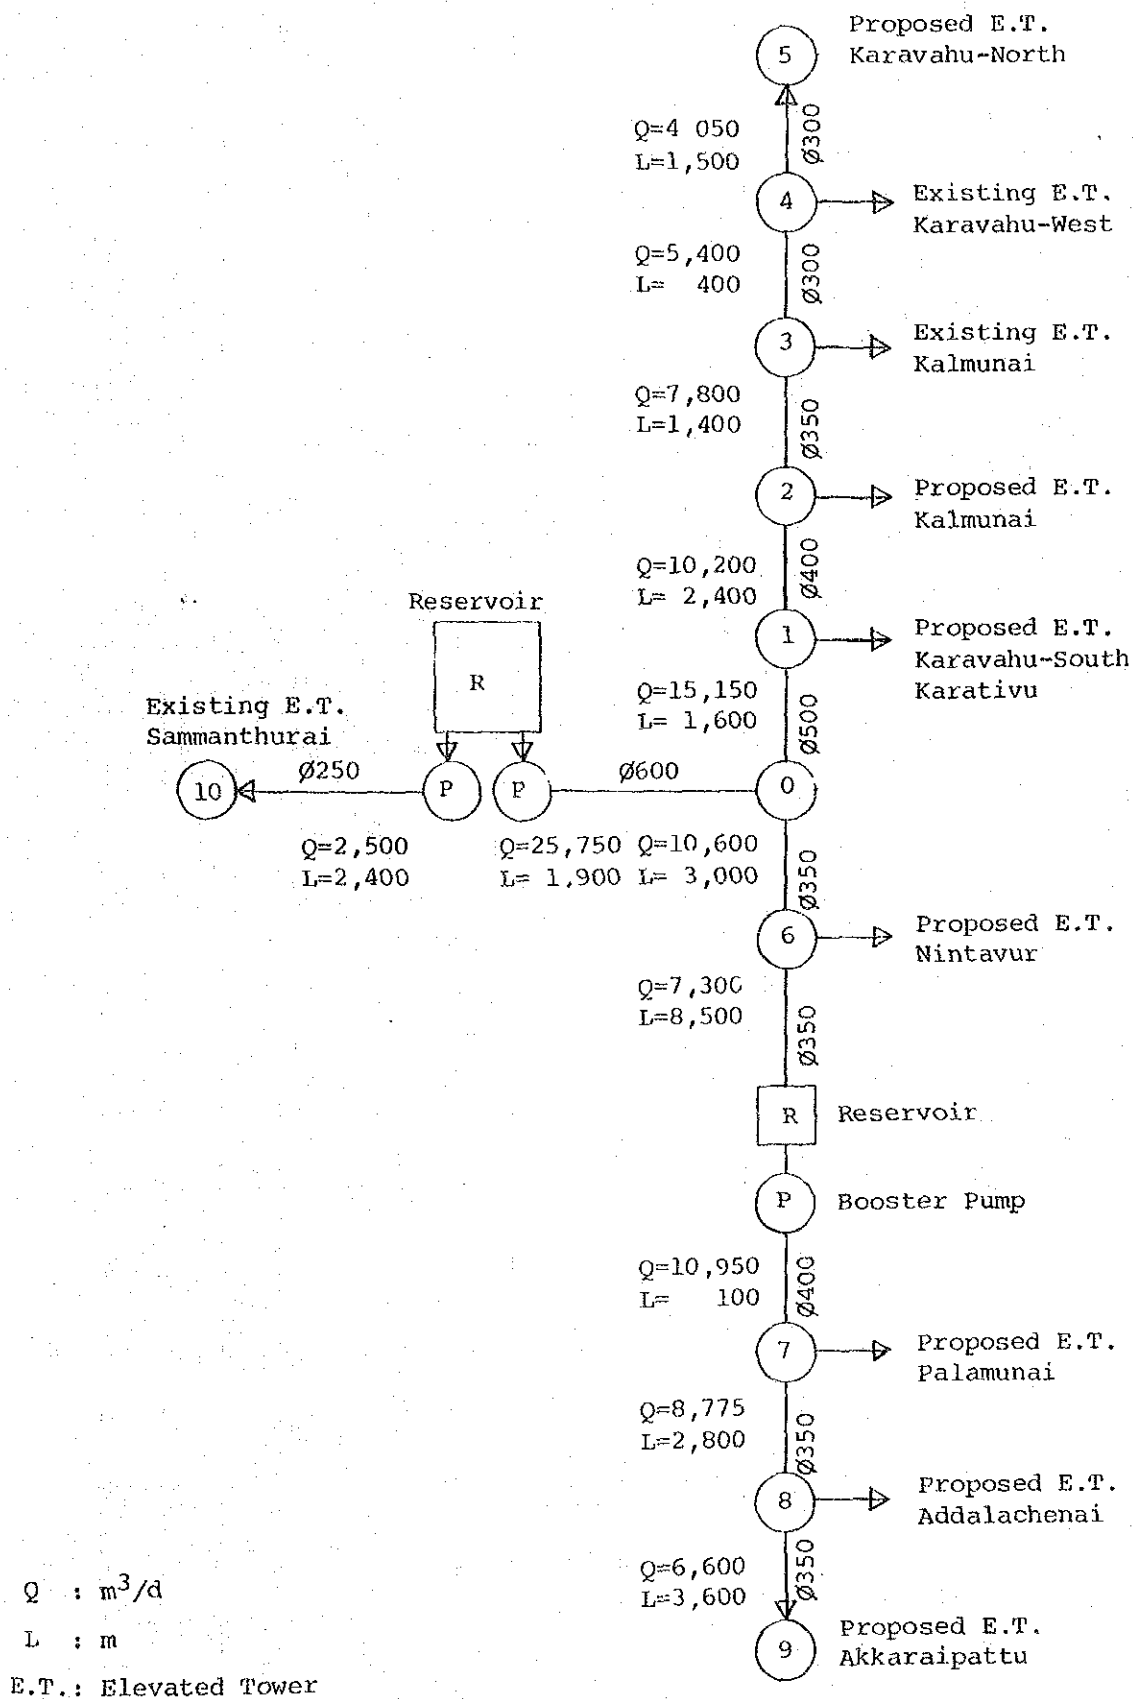 Proposed E.T.
Karavahu-North
5
Q=4 050
L=1,500
Ø300
4
Existing E.T.
Karavahu-West
Q=5,400
L= 400
Ø300
3
Existing E.T.
Kalmunai
Q=7,800
L=1,400
Ø350
2
Proposed E.T.
Kalmunai
Q=10,200
L= 2,400
Ø400
Reservoir
R
1
Proposed E.T.
Karavahu-South
Karativu
Q=15,150
L= 1,600
Ø500
Existing E.T.
Sammanthurai
10
Ø250
P
P
Ø600
0
Q=2,500
L=2,400
Q=25,750
L= 1,900
Q=10,600
L= 3,000
Ø350
6
Proposed E.T.
Nintavur
Q=7,300
L=8,500
Ø350
R
Reservoir
P
Booster Pump
Q=10,950
L= 100
Ø400
7
Proposed E.T.
Palamunai
Q=8,775
L=2,800
Ø350
8
Proposed E.T.
Addalachenai
Q=6,600
L=3,600
Ø350
9
Proposed E.T.
Akkaraipattu
Q : m³/d
L : m
E.T.: Elevated Tower